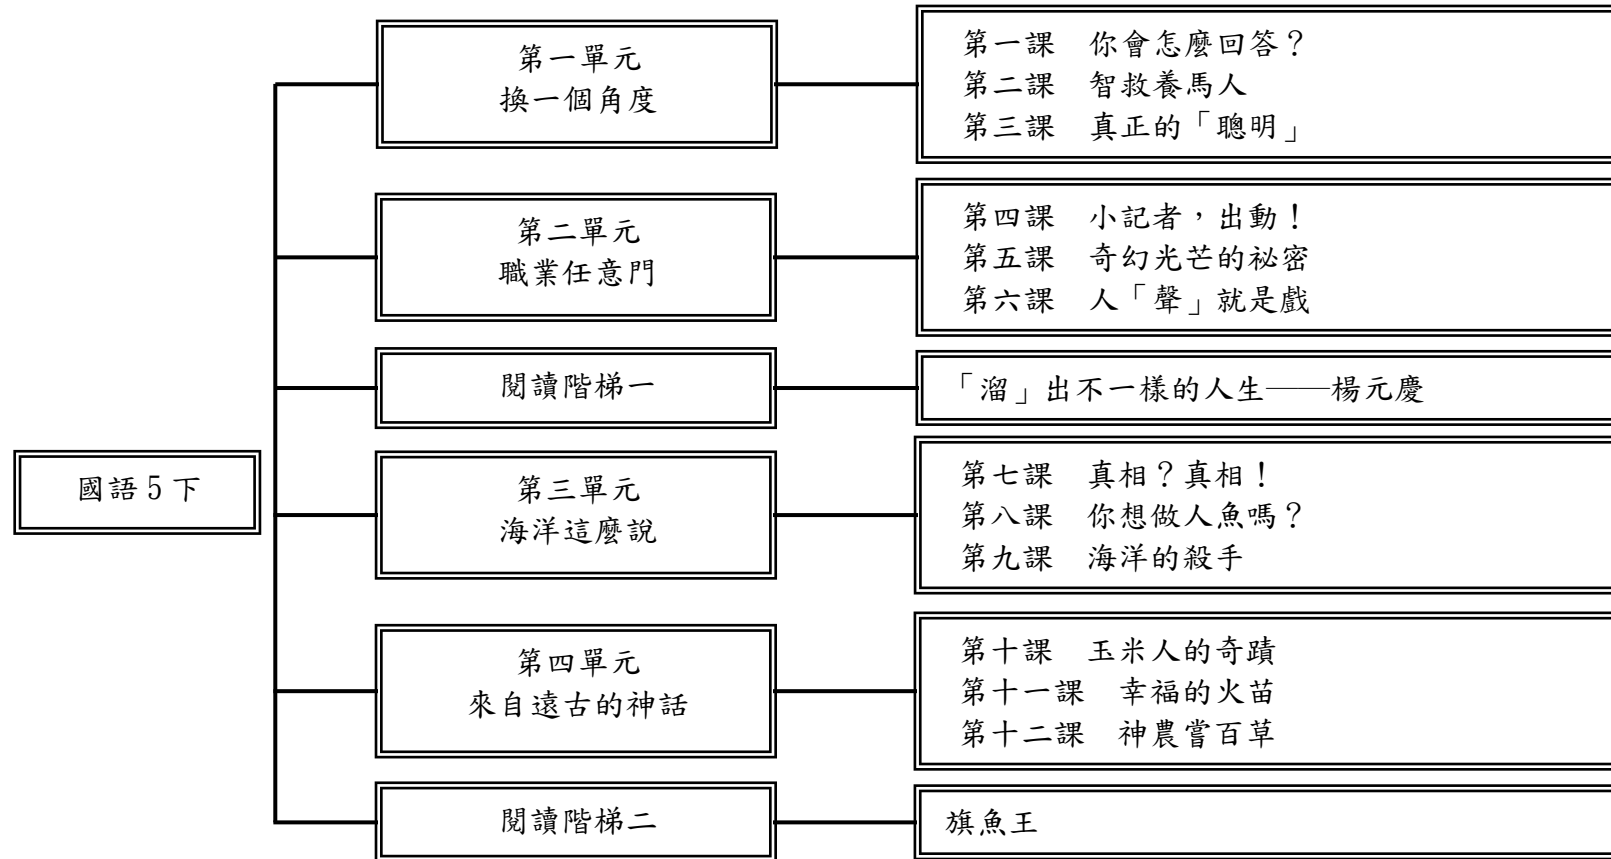 國語5下
第一單元
換一個角度
第一課　你會怎麼回答？
第二課　智救養馬人
第三課　真正的「聰明」
第二單元
職業任意門
第四課　小記者，出動！
第五課　奇幻光芒的祕密
第六課　人「聲」就是戲
閱讀階梯一
「溜」出不一樣的人生──楊元慶
第三單元
海洋這麼說
第七課　真相？真相！
第八課　你想做人魚嗎？
第九課　海洋的殺手
第四單元
來自遠古的神話
第十課　玉米人的奇蹟
第十一課　幸福的火苗
第十二課　神農嘗百草
閱讀階梯二
旗魚王